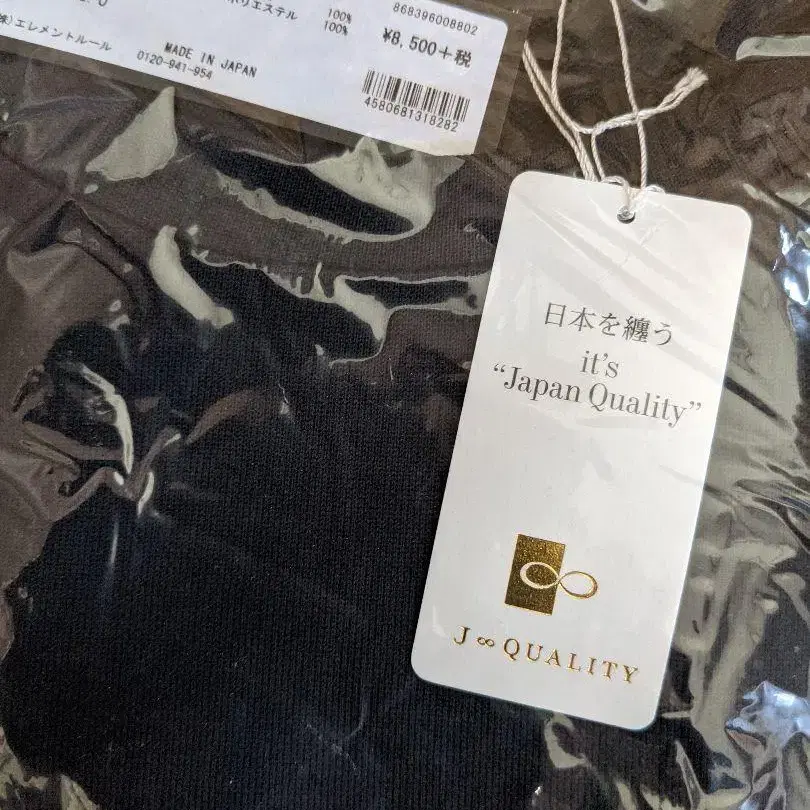 ポリエステル 100%
100%
(株)エレメントルール
MADE IN JAPAN
0120-941-954
868396008802
¥8,500+税
4580681318282
日本を纏う
it's
“Japan Quality”
J∞QUALITY